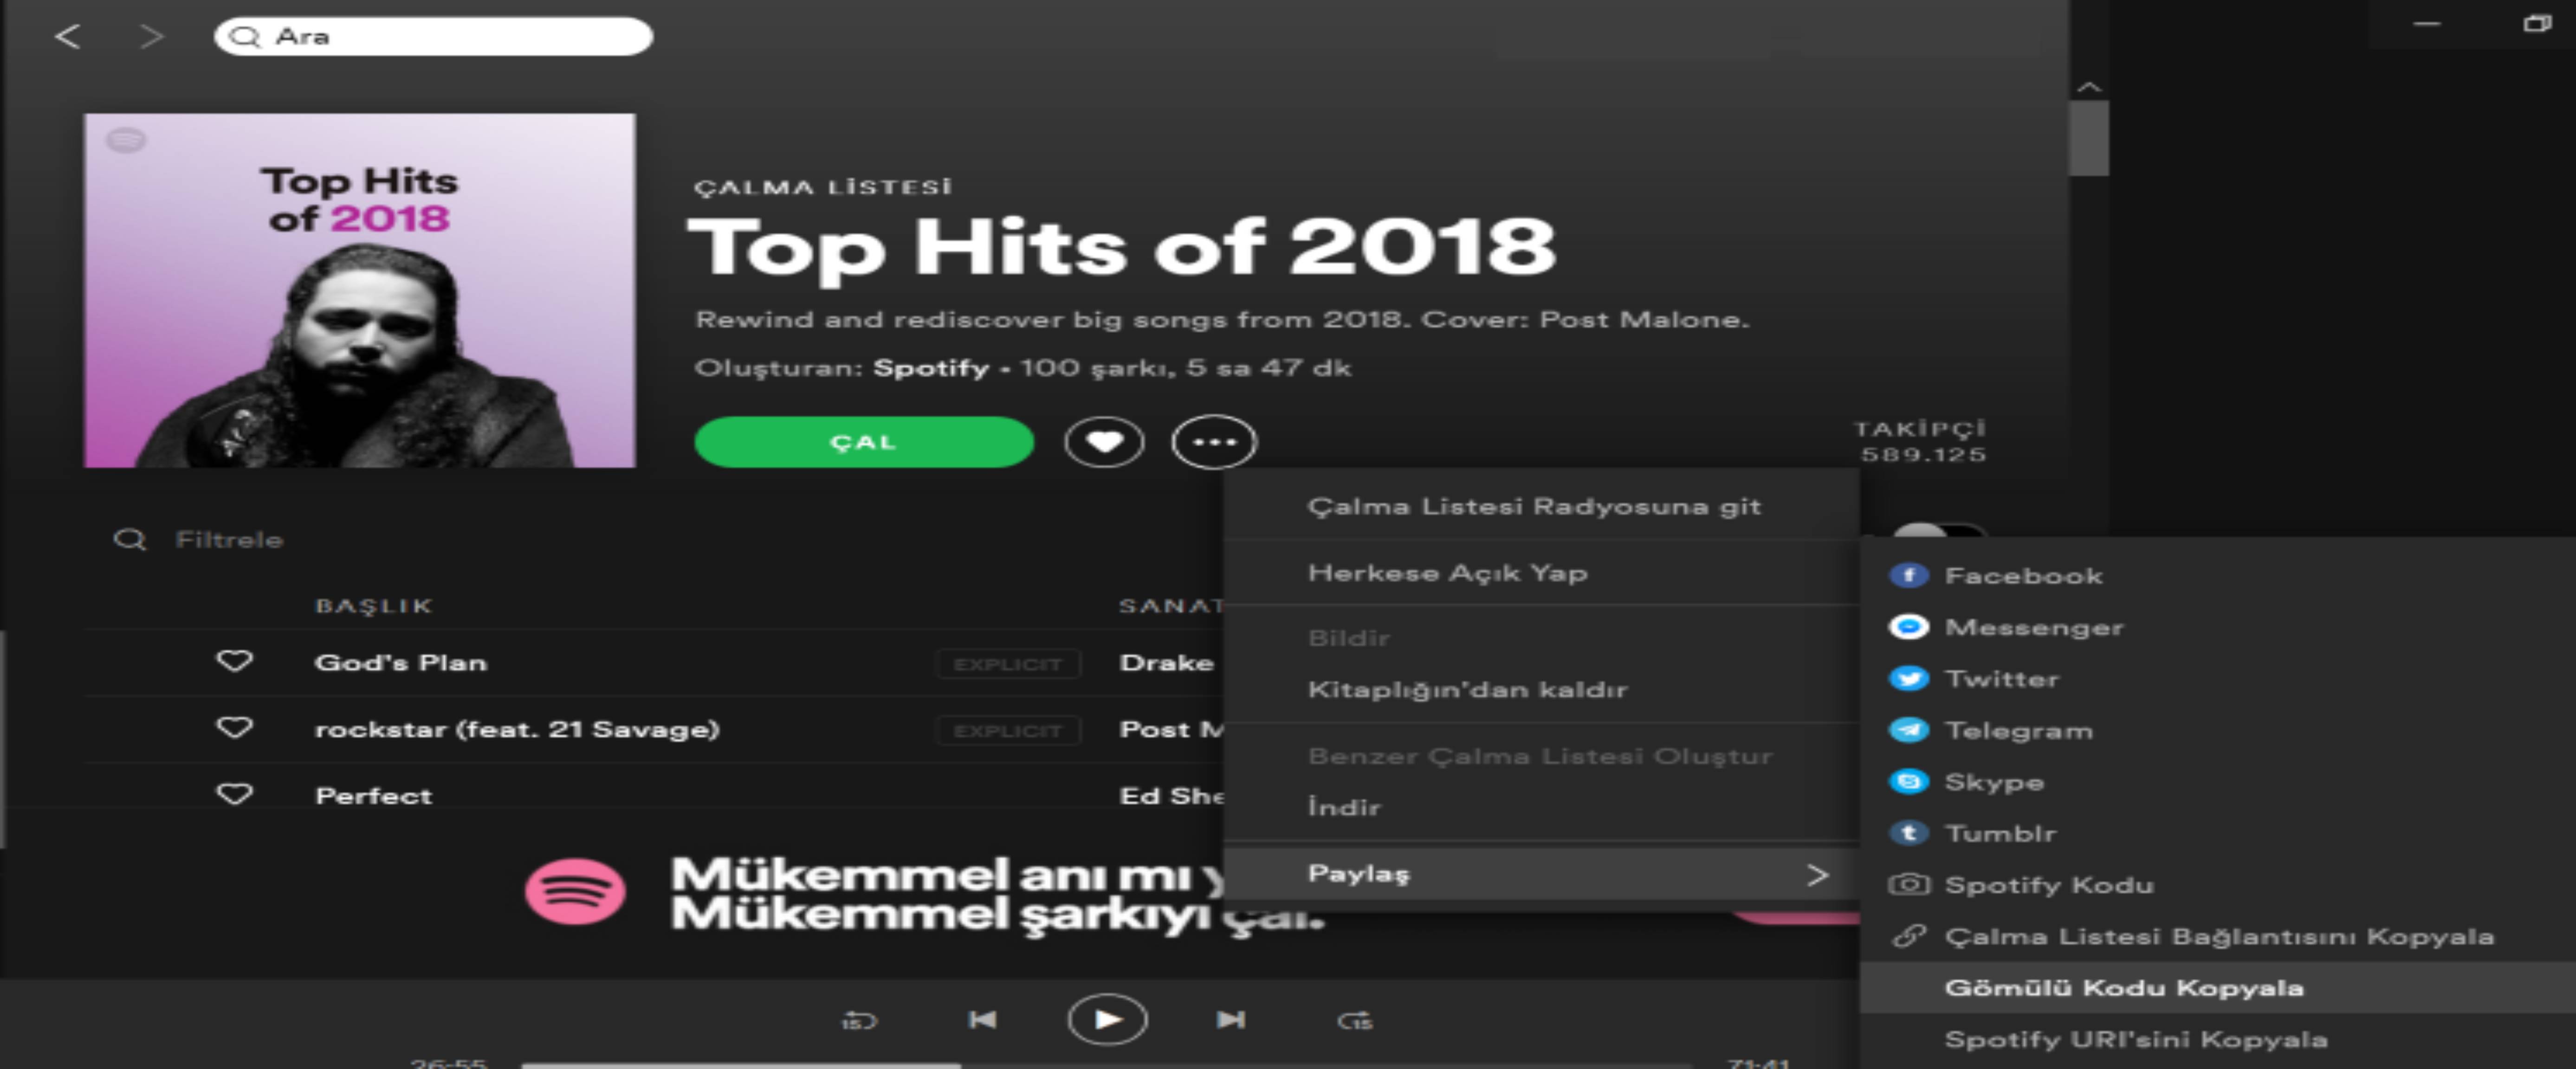 Ara
Top Hits
of 2018
ÇALMA LİSTESİ
Top Hits of 2018
Rewind and rediscover big songs from 2018. Cover: Post Malone.
Oluşturan: Spotify • 100 şarkı, 5 sa 47 dk
ÇAL
TAKİPÇİ
589.125
Filtrele
BAŞLIK
SANAT
God's Plan EXPLICIT Drake
rockstar (feat. 21 Savage) EXPLICIT Post M
Perfect Ed She
Çalma Listesi Radyosuna git
Herkese Açık Yap
Bildir
Kitaplığın'dan kaldır
Benzer Çalma Listesi Oluştur
İndir
Paylaş
Facebook
Messenger
Twitter
Telegram
Skype
Tumblr
Spotify Kodu
Çalma Listesi Bağlantısını Kopyala
Gömülü Kodu Kopyala
Spotify URI'sini Kopyala
Mükemmel anı mı y
Mükemmel şarkıyı çal.
15
15
26:55
71:41